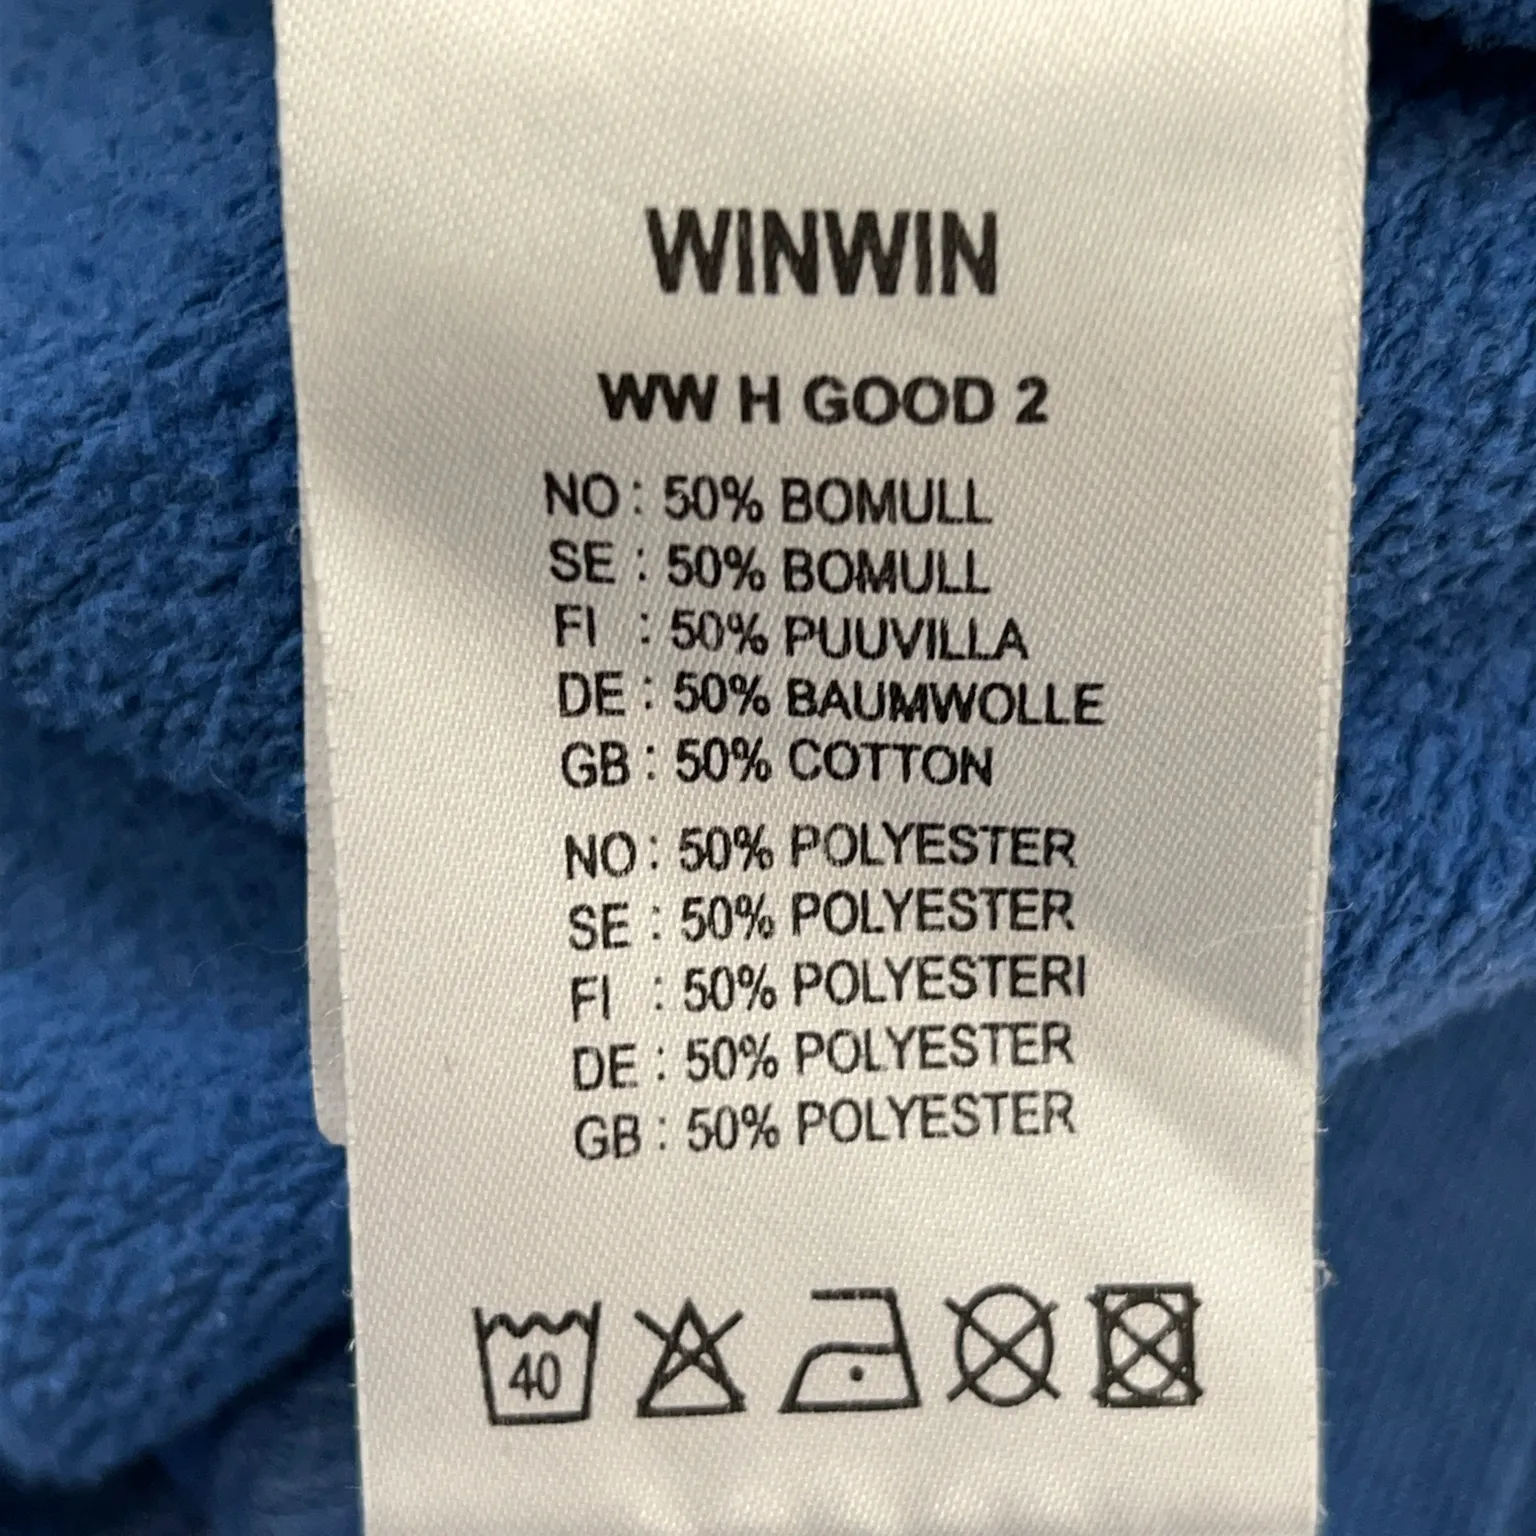 WINWIN
WW H GOOD 2
NO : 50% BOMULL
SE : 50% BOMULL
FI : 50% PUUVILLA
DE : 50% BAUMWOLLE
GB : 50% COTTON
NO : 50% POLYESTER
SE : 50% POLYESTER
FI : 50% POLYESTERI
DE : 50% POLYESTER
GB : 50% POLYESTER
40